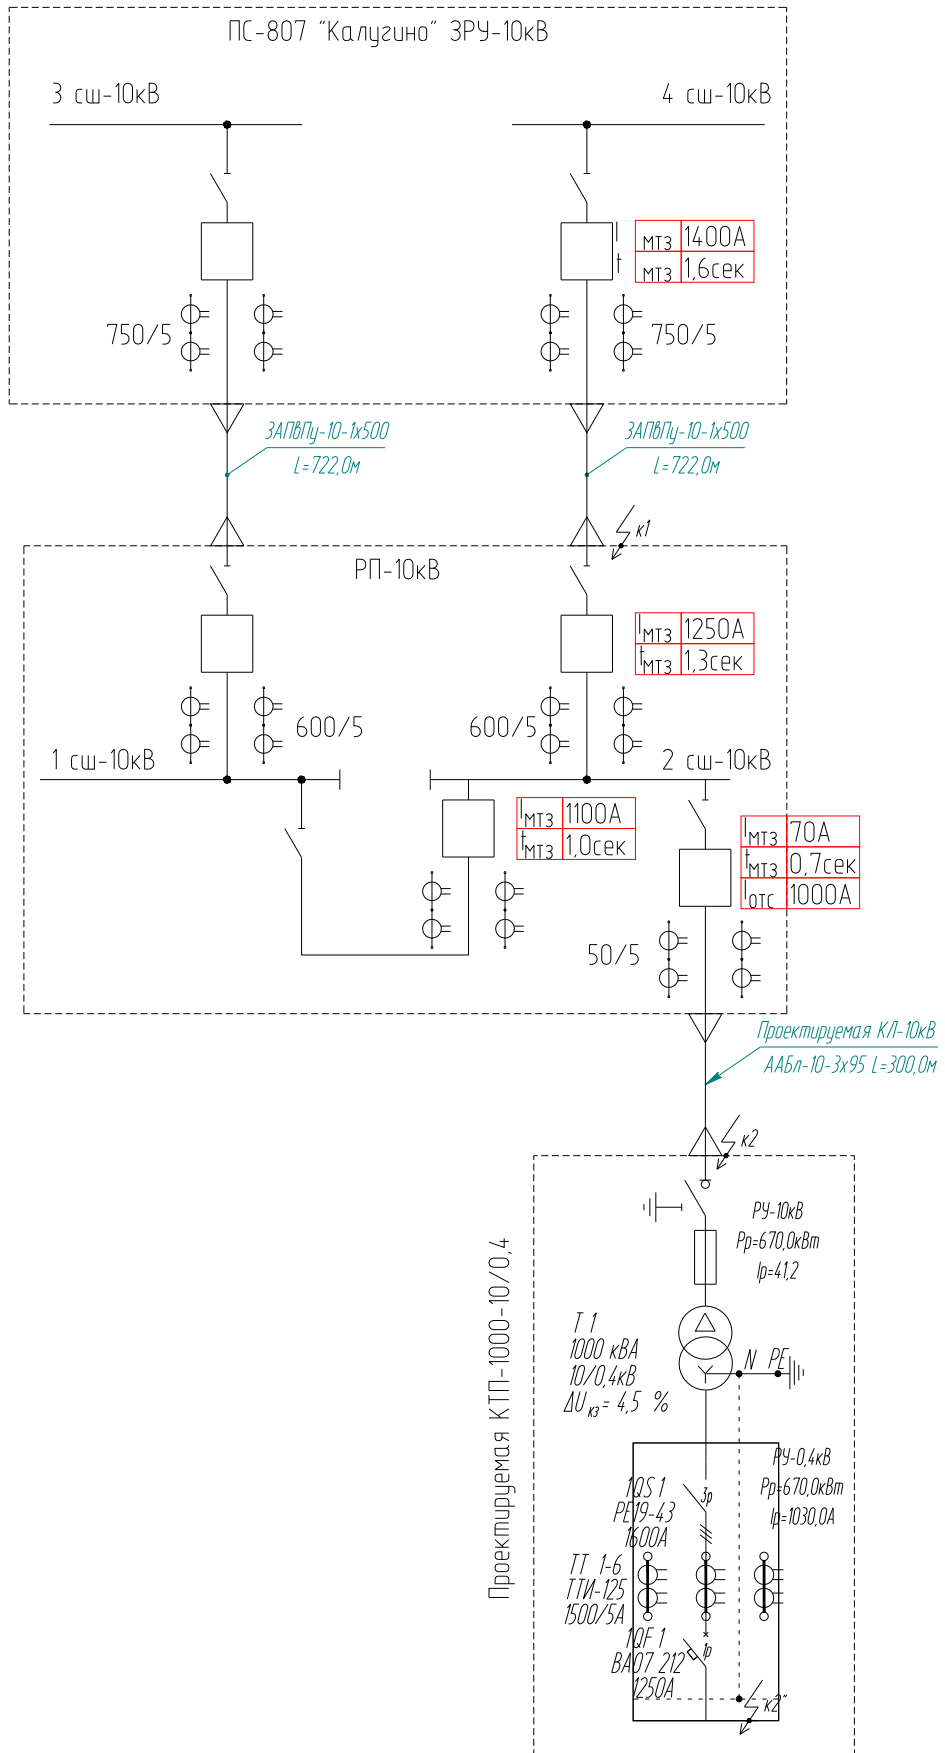 ПС-807 "Калугино" ЗРУ-10кВ
3 сш-10кВ
4 сш-10кВ
I МТЗ 1400А
t МТЗ 1,6сек
750/5
750/5
3АПвПу-10-1х500
L=722,0м
3АПвПу-10-1х500
L=722,0м
к1
РП-10кВ
IМТЗ 1250А
tМТЗ 1,3сек
600/5
600/5
1 сш-10кВ
2 сш-10кВ
IМТЗ 1100А
tМТЗ 1,0сек
IМТЗ 70А
tМТЗ 0,7сек
IОТС 1000А
50/5
Проектируемая КЛ-10кВ
ААБл-10-3х95 L=300,0м
к2
Проектируемая КТП-1000-10/0,4
РУ-10кВ
Рр=670,0кВт
Iр=41,2
Т 1
1000 кВА
10/0,4кВ
ΔUкз= 4,5 %
N PE
РУ-0,4кВ
Рр=670,0кВт
Iр=1030,0А
1QS 1
РЕ19-43
1600А
3р
ТТ 1-6
ТТИ-125
1500/5А
1QF 1
ВА07 212
1250А
1р
к2"